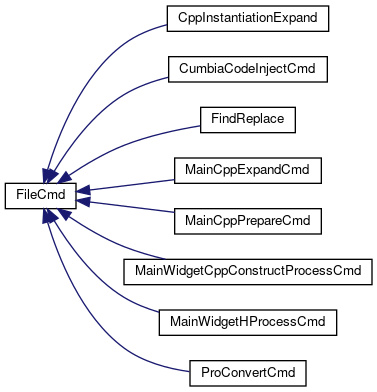 CppInstantiationExpand
CumbiaCodeInjectCmd
FindReplace
MainCppExpandCmd
FileCmd
MainCppPrepareCmd
MainWidgetCppConstructProcessCmd
MainWidgetHProcessCmd
ProConvertCmd